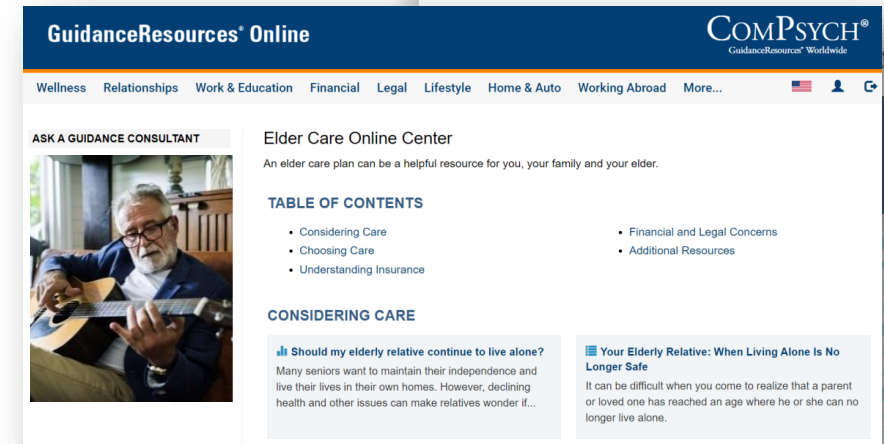 GuidanceResources® Online
COMPSYCH®
GuidanceResources® Worldwide
Wellness Relationships Work & Education Financial Legal Lifestyle Home & Auto Working Abroad More...
ASK A GUIDANCE CONSULTANT
Elder Care Online Center
An elder care plan can be a helpful resource for you, your family and your elder.
TABLE OF CONTENTS
• Considering Care
• Choosing Care
• Understanding Insurance
• Financial and Legal Concerns
• Additional Resources
CONSIDERING CARE
Should my elderly relative continue to live alone?
Many seniors want to maintain their independence and
live their lives in their own homes. However, declining
health and other issues can make relatives wonder if...
Your Elderly Relative: When Living Alone Is No
Longer Safe
It can be difficult when you come to realize that a parent
or loved one has reached an age where he or she can no
longer live alone.